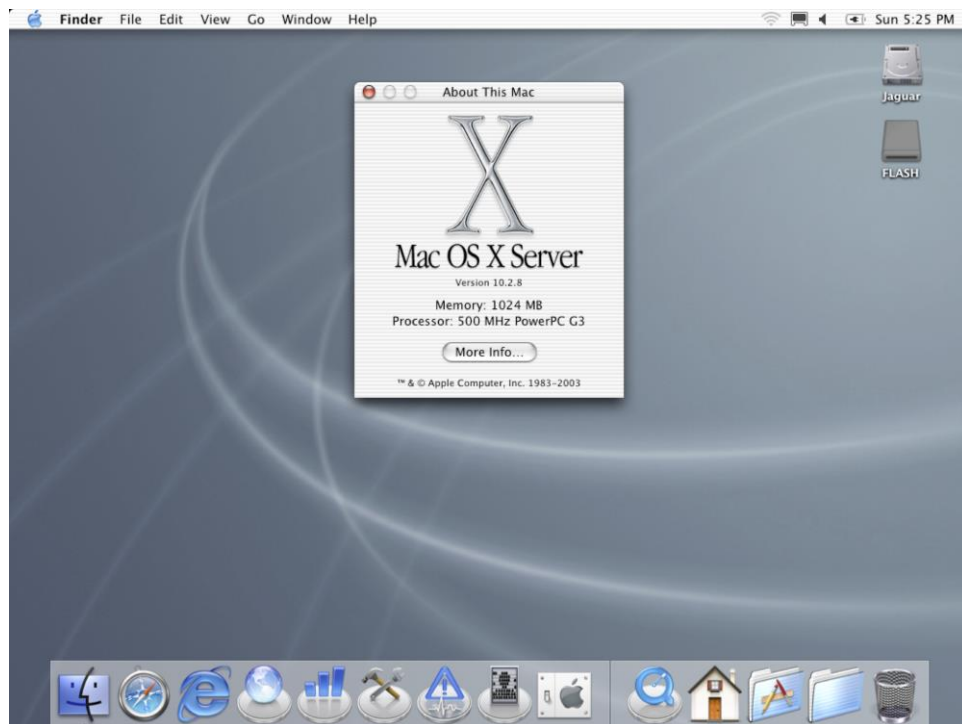 Finder File Edit View Go Window Help Sun 5:25 PM
Jaguar
FLASH
About This Mac
X
Mac OS X Server
Version 10.2.8
Memory: 1024 MB
Processor: 500 MHz PowerPC G3
More Info...
™ & © Apple Computer, Inc. 1983–2003